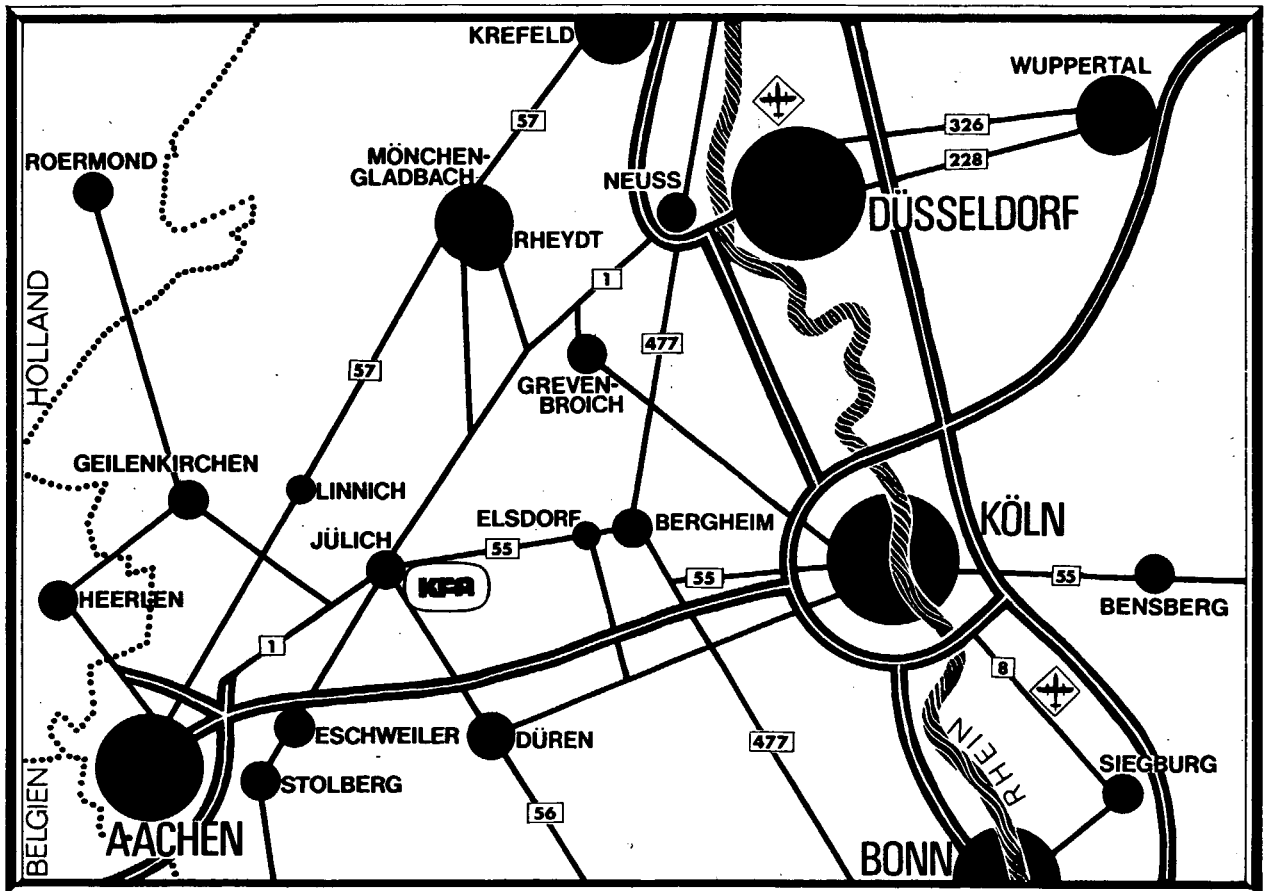 KREFELD
WUPPERTAL
57
326
ROERMOND
MÖNCHEN-
GLADBACH
228
NEUSS
DÜSSELDORF
RHEYDT
1
HOLLAND
477
57
GREVEN-
BROICH
GEILENKIRCHEN
LINNICH
ELSDORF
BERGHEIM
KÖLN
JÜLICH
55
KFA
55
55
HEERLEN
BENSBERG
1
8
ESCHWEILER
DÜREN
477
RHEIN
SIEGBURG
STOLBERG
56
BELGIEN
AACHEN
BONN